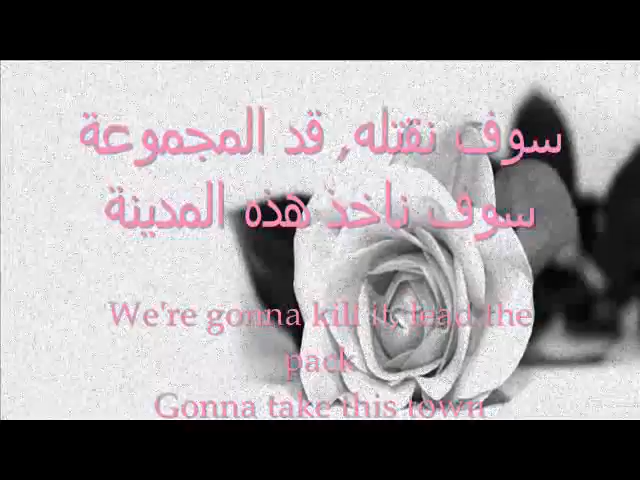 سوف نقتله, قد المجموعة
سوف ناخذ هذه المدينة
We're gonna kill it, lead the
pack
Gonna take this town